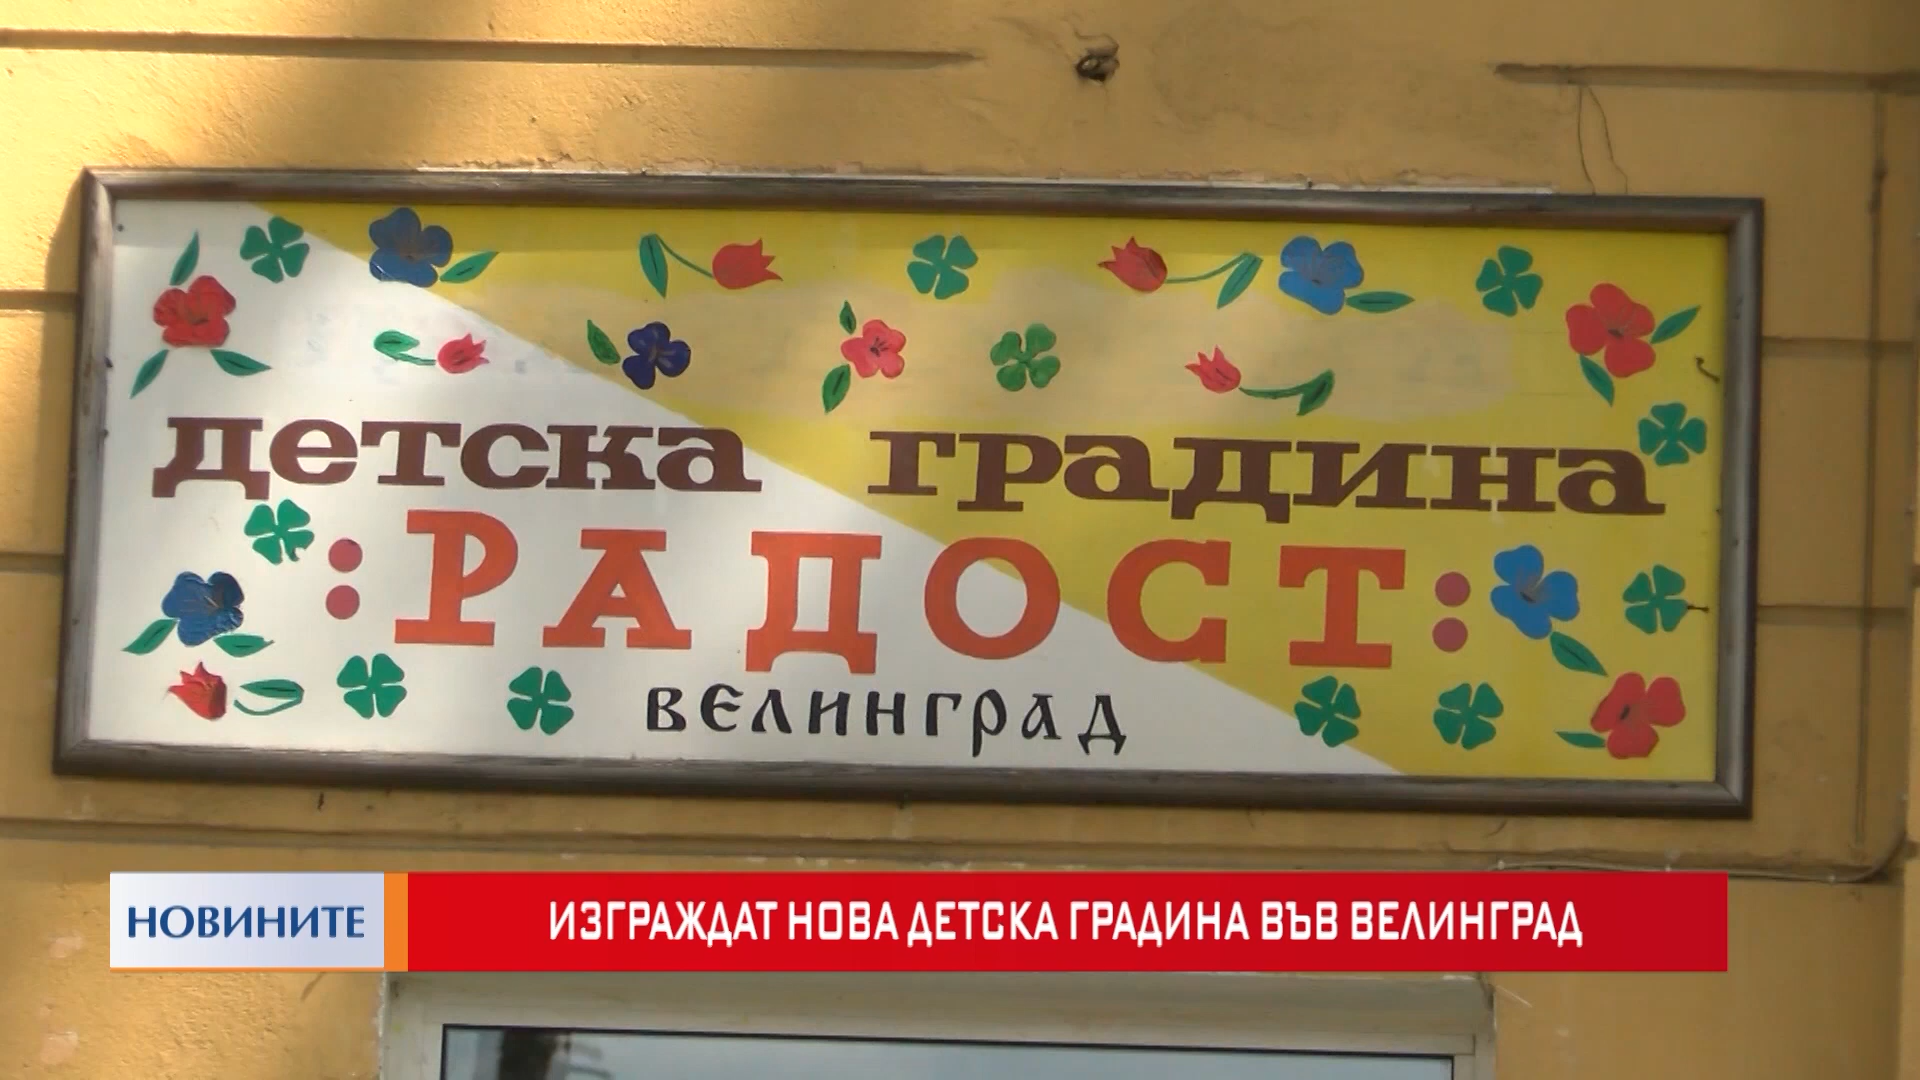 детска градина
:РАДОСТ:
велинград
НОВИНИТЕ
ИЗГРАЖДАТ НОВА ДЕТСКА ГРАДИНА ВЪВ ВЕЛИНГРАД